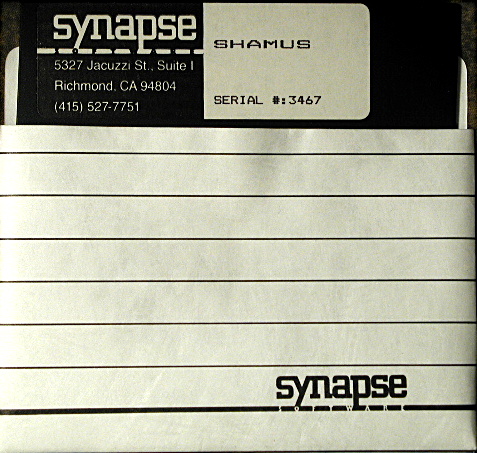 synapse
5327 Jacuzzi St., Suite I
Richmond, CA 94804
(415) 527-7751
SHAMUS
SERIAL #:3467
synapse
SOFTWARE